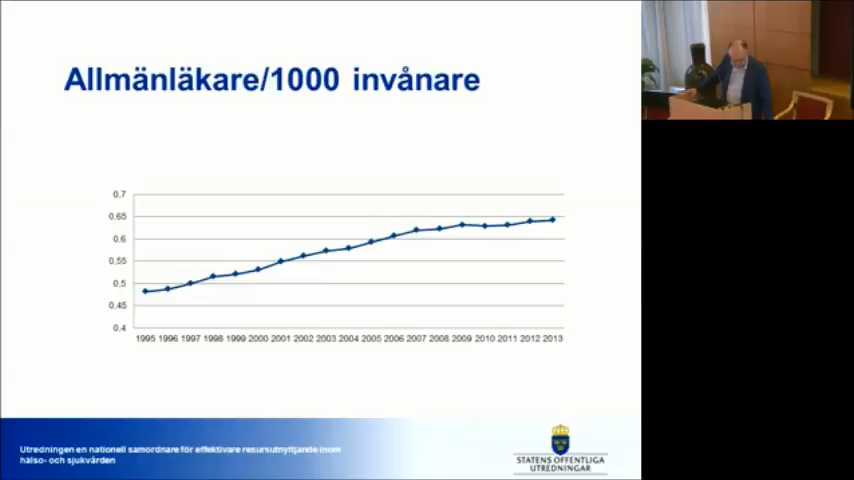 Allmänläkare/1000 invånare
0,7
0,65
0,6
0,55
0,5
0,45
0,4
1995 1996 1997 1998 1999 2000 2001 2002 2003 2004 2005 2006 2007 2008 2009 2010 2011 2012 2013
Utredningen en nationell samordnare för effektivare resursutnyttjande inom
hälso- och sjukvården
STATENS OFFENTLIGA
UTREDNINGAR